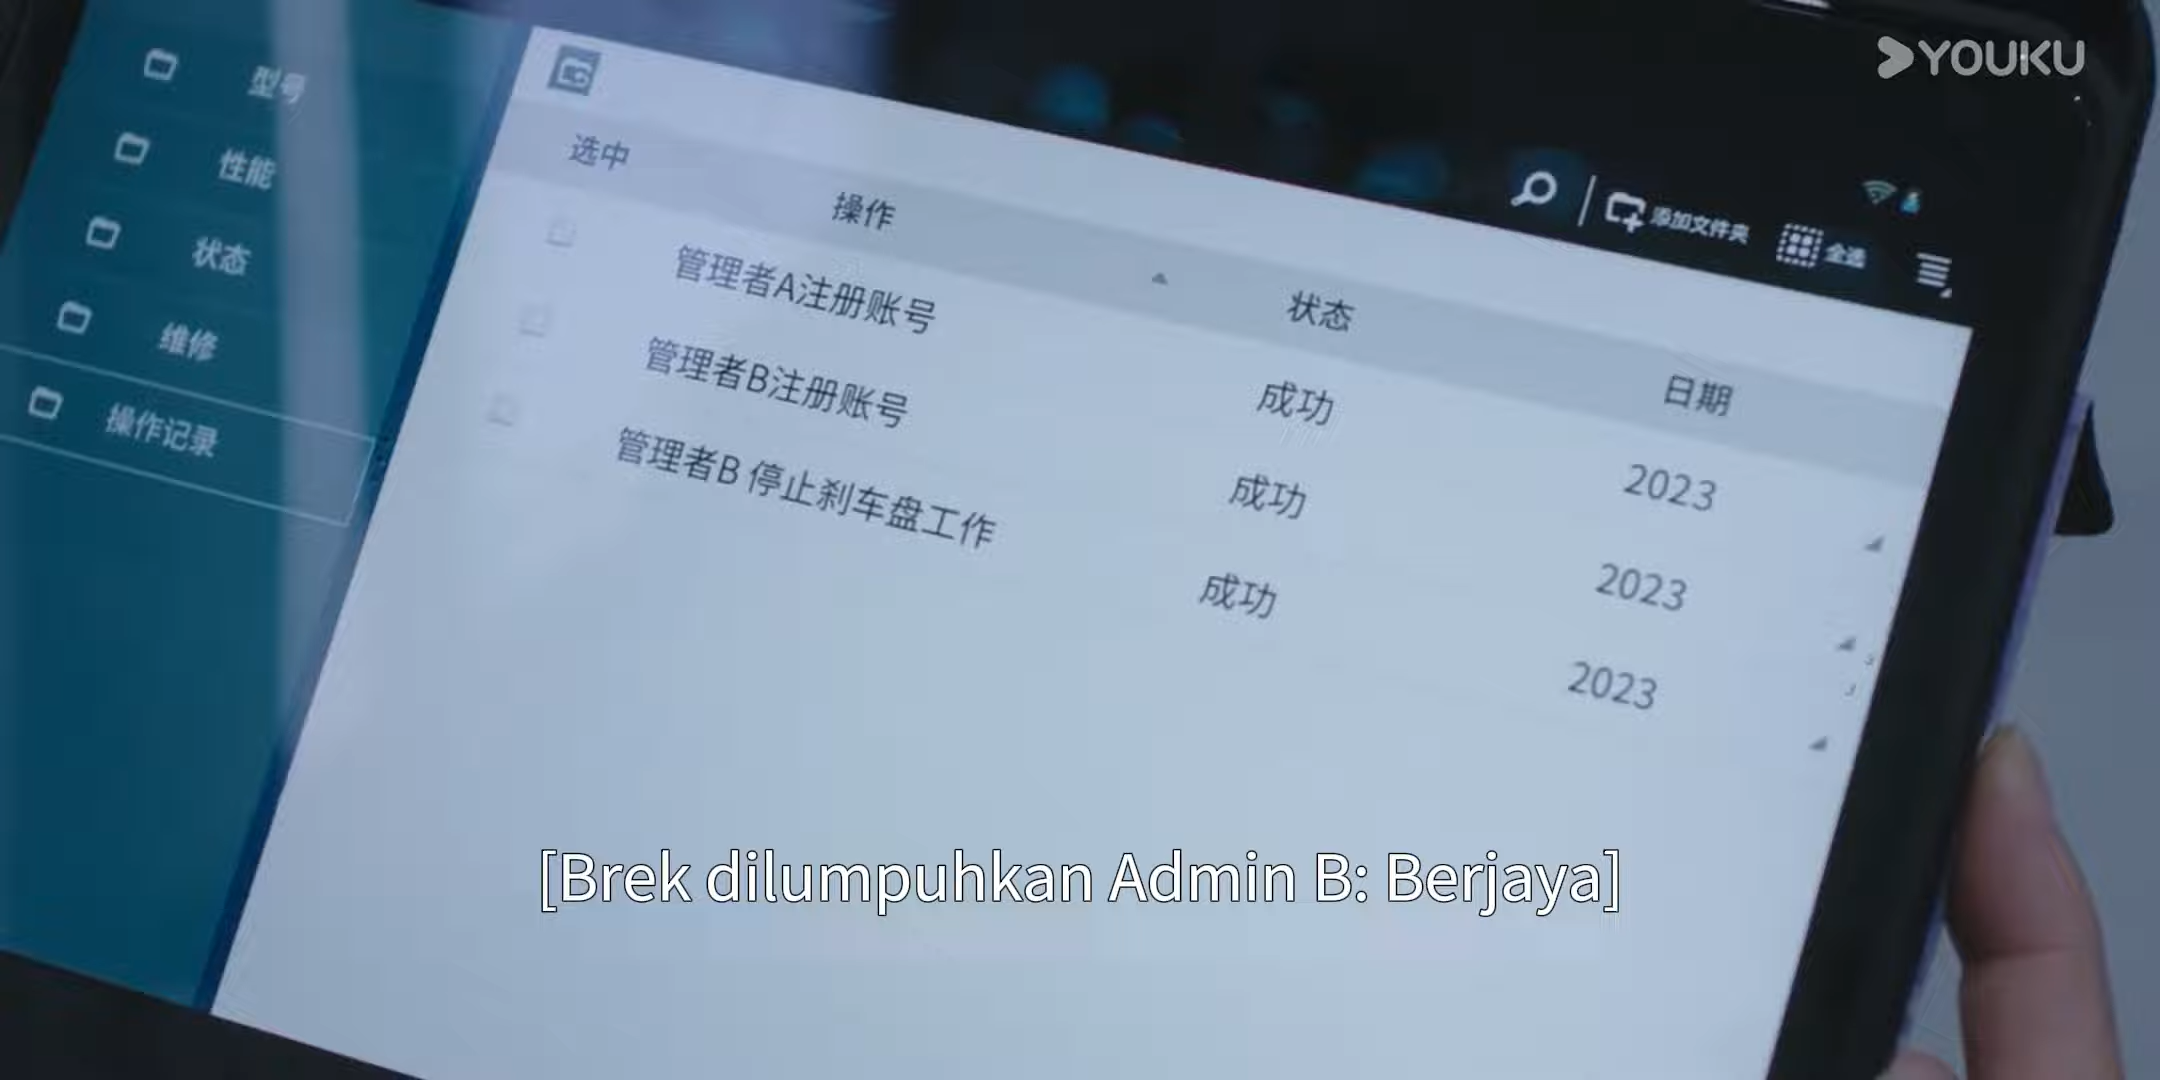 YOUKU
型号
性能
状态
维修
操作记录
添加文件夹 全选
选中 操作 状态 日期
管理者A注册账号 成功 2023
管理者B注册账号 成功 2023
管理者B 停止刹车盘工作 成功 2023
[Brek dilumpuhkan Admin B: Berjaya]